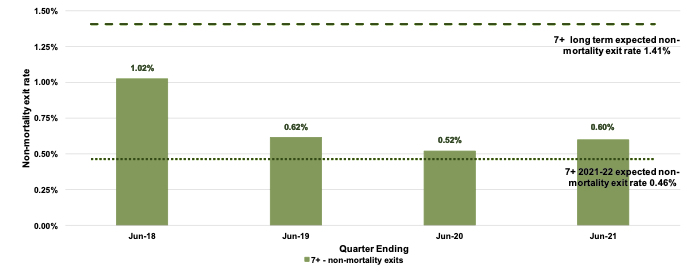 1.50%
7+ long term expected non-
mortality exit rate 1.41%
1.25%
1.02%
1.00%
Non-mortality exit rate
0.75%
0.62%
0.60%
0.52%
0.50%
7+ 2021-22 expected non-
mortality exit rate 0.46%
0.25%
0.00%
Jun-18 Jun-19 Jun-20 Jun-21
Quarter Ending
7+ - non-mortality exits